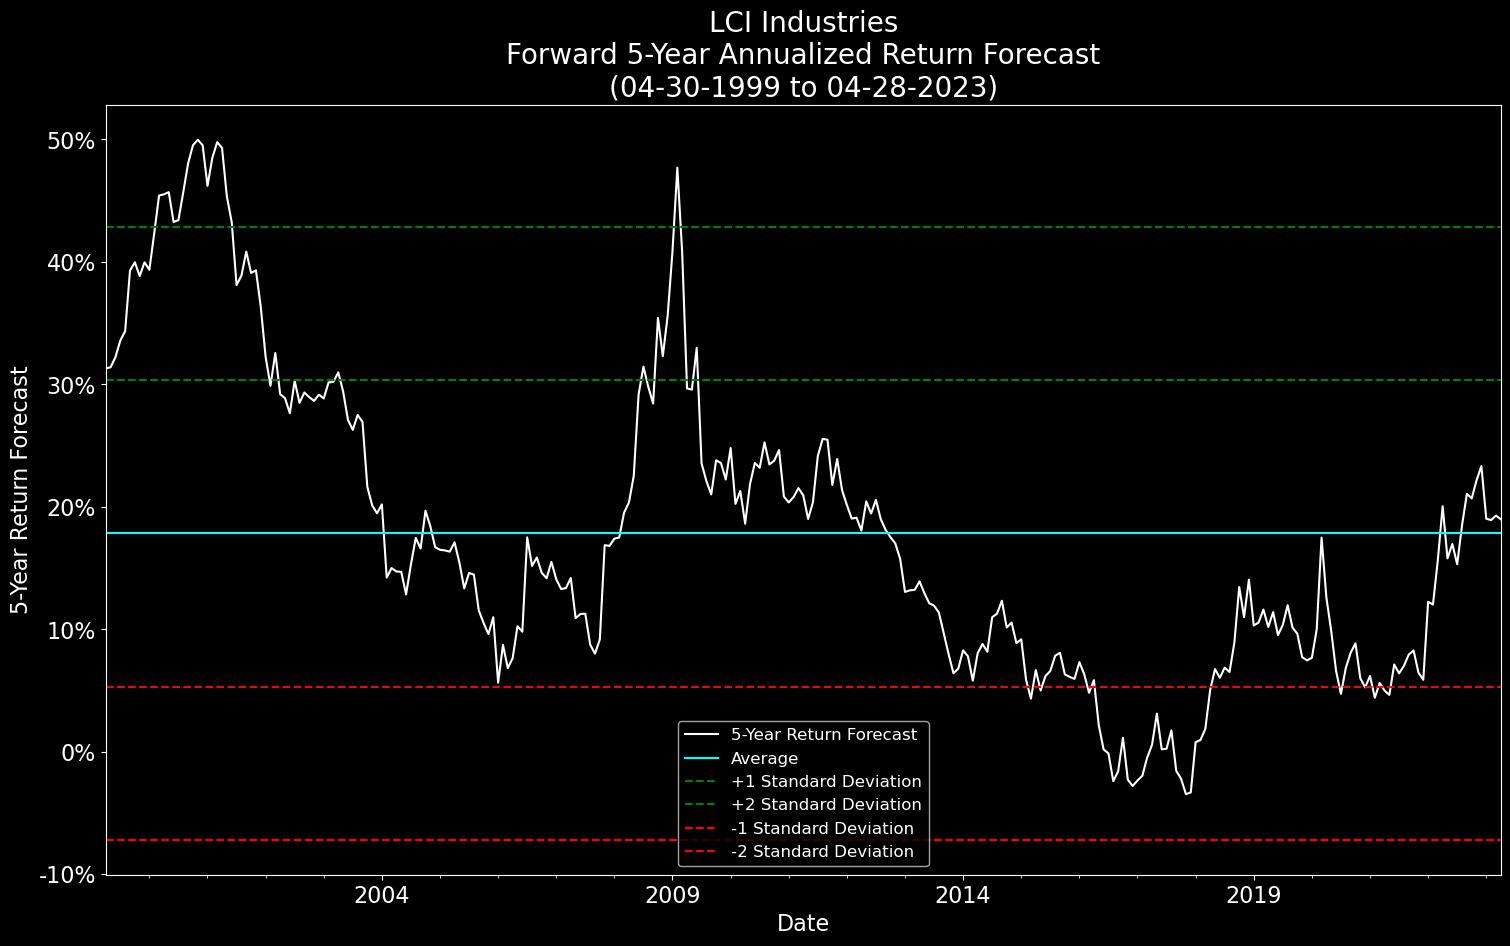 LCI Industries
Forward 5-Year Annualized Return Forecast
(04-30-1999 to 04-28-2023)
5-Year Return Forecast
50%
40%
30%
20%
10%
0%
-10%
5-Year Return Forecast
Average
+1 Standard Deviation
+2 Standard Deviation
-1 Standard Deviation
-2 Standard Deviation
2004
2009
2014
2019
Date